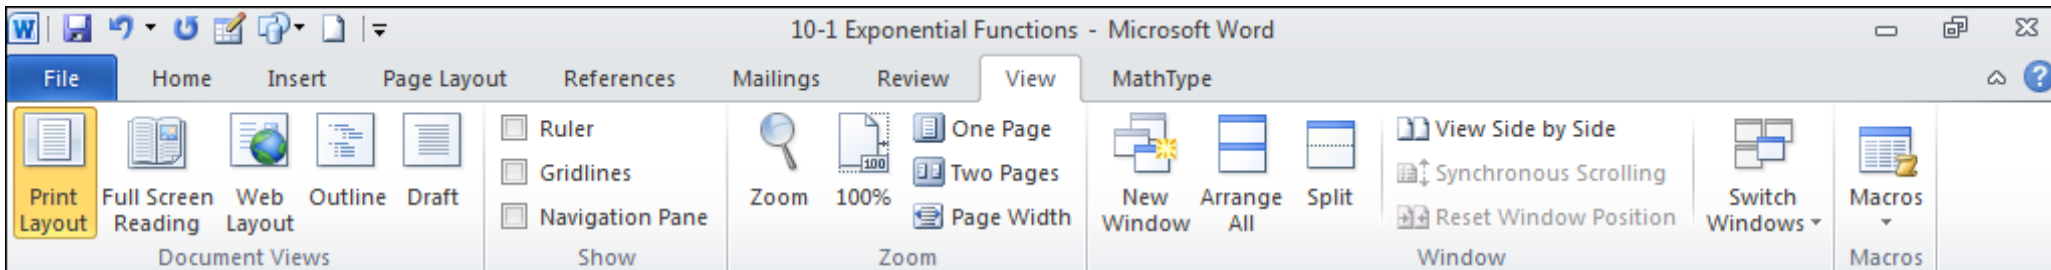 10-1 Exponential Functions - Microsoft Word
File Home Insert Page Layout References Mailings Review View MathType
Print Layout
Full Screen Reading
Web Layout
Outline
Draft
Document Views
Ruler
Gridlines
Navigation Pane
Show
Zoom
100
100%
One Page
Two Pages
Page Width
Zoom
New Window
Arrange All
Split
View Side by Side
Synchronous Scrolling
Reset Window Position
Switch Windows
Window
Macros
Macros